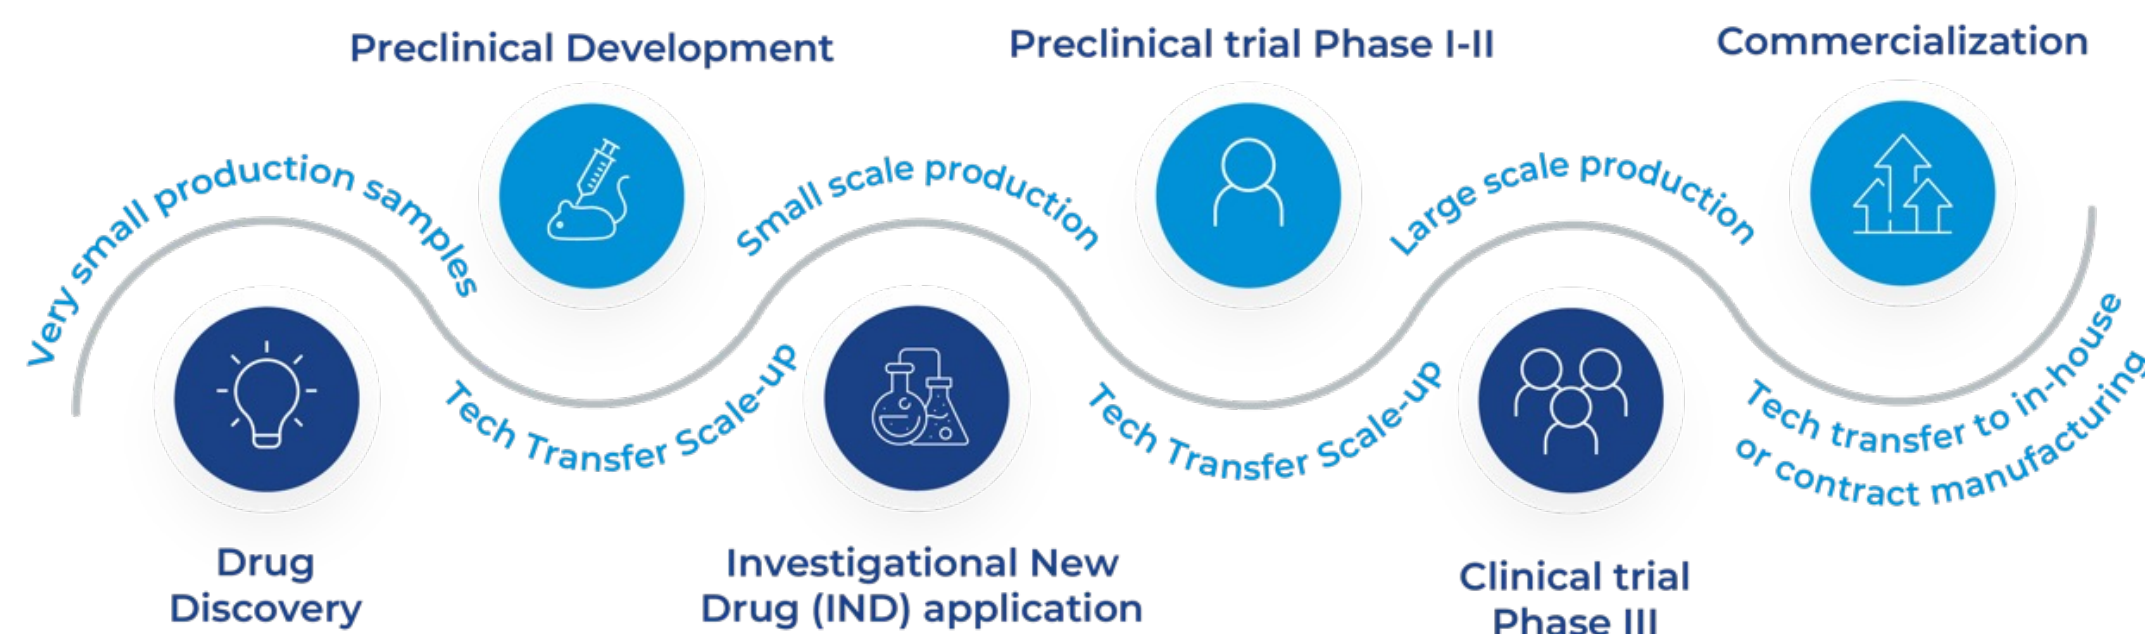 Preclinical Development
Preclinical trial Phase I-II
Commercialization
Very small production samples
Small scale production
Large scale production
Tech Transfer Scale-up
Tech Transfer Scale-up
Tech transfer to in-house
or contract manufacturing
Drug
Discovery
Investigational New
Drug (IND) application
Clinical trial
Phase III